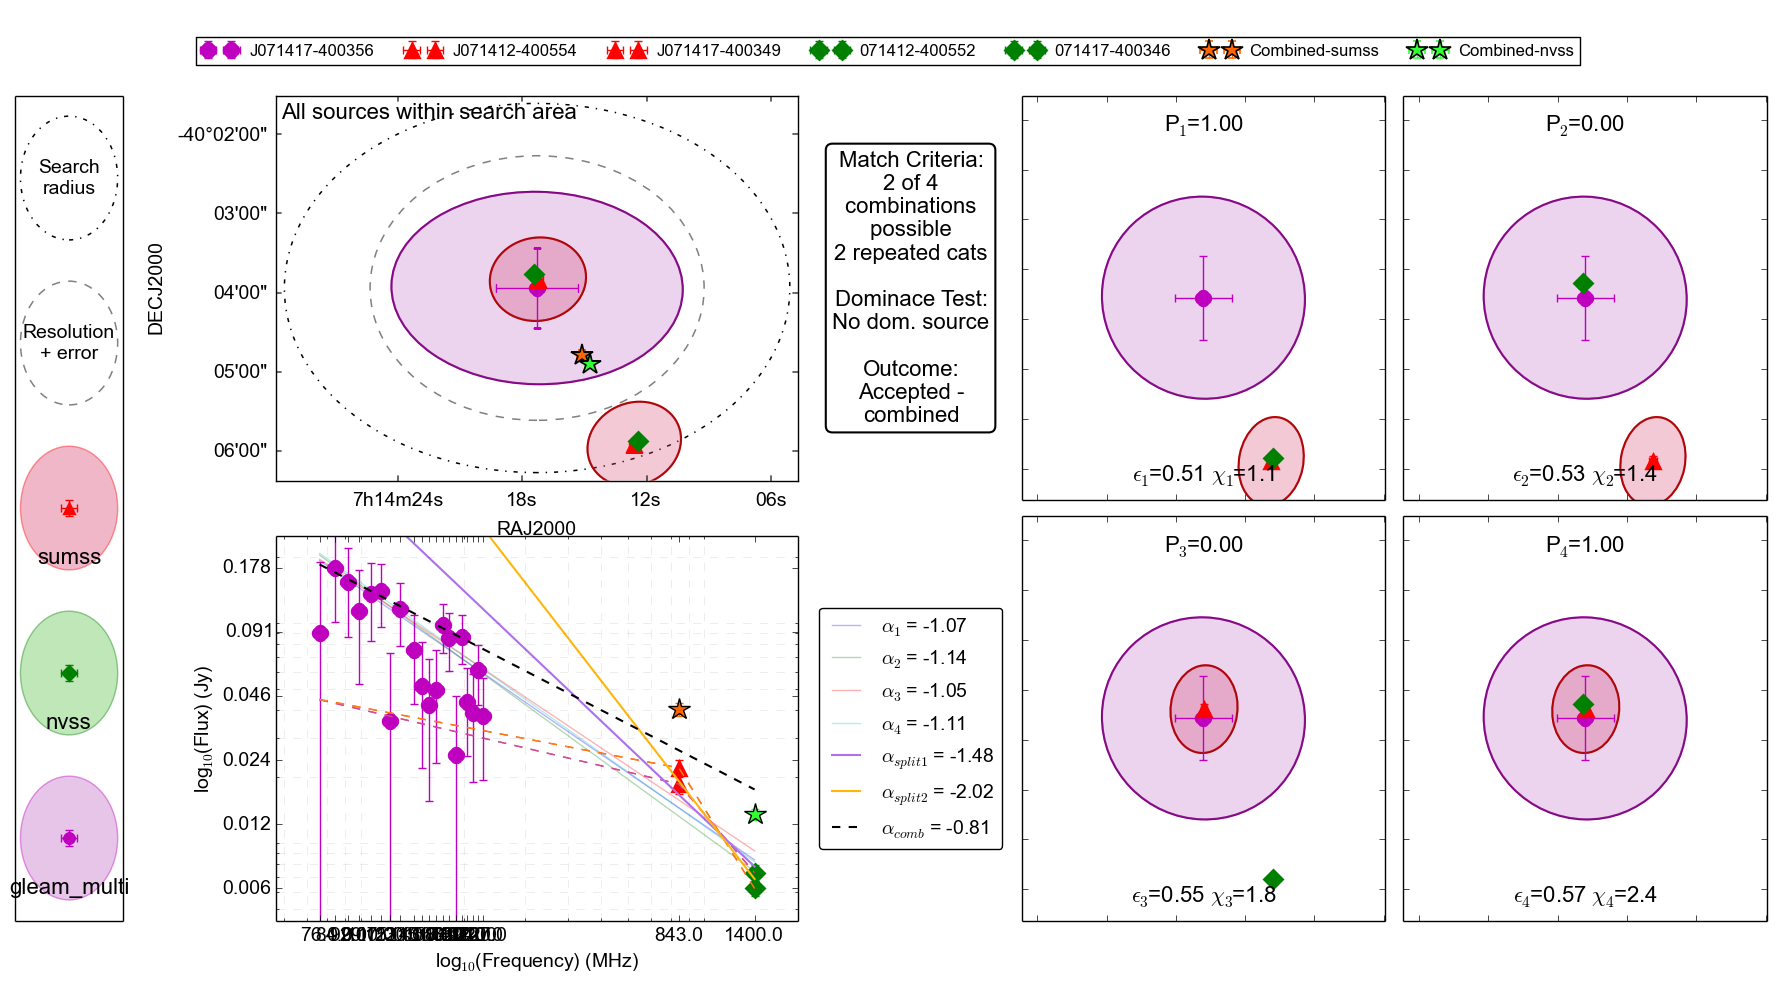 J071417-400356 J071412-400554 J071417-400349 071412-400552 071417-400346 Combined-sumss Combined-nvss
Search
radius
Resolution
+ error
sumss
nvss
gleam_multi
All sources within search area
DECJ2000
-40°02'00"
03'00"
04'00"
05'00"
06'00"
7h14m24s 18s 12s 06s
RAJ2000
Match Criteria:
2 of 4
combinations
possible
2 repeated cats
Dominace Test:
No dom. source
Outcome:
Accepted -
combined
P1=1.00
ϵ1=0.51 χ1=1.1
P2=0.00
ϵ2=0.53 χ2=1.4
log10(Flux) (Jy)
0.178
0.091
0.046
0.024
0.012
0.006
843.0 1400.0
log10(Frequency) (MHz)
α1 = -1.07
α2 = -1.14
α3 = -1.05
α4 = -1.11
αsplit1 = -1.48
αsplit2 = -2.02
αcomb = -0.81
P3=0.00
ϵ3=0.55 χ3=1.8
P4=1.00
ϵ4=0.57 χ4=2.4